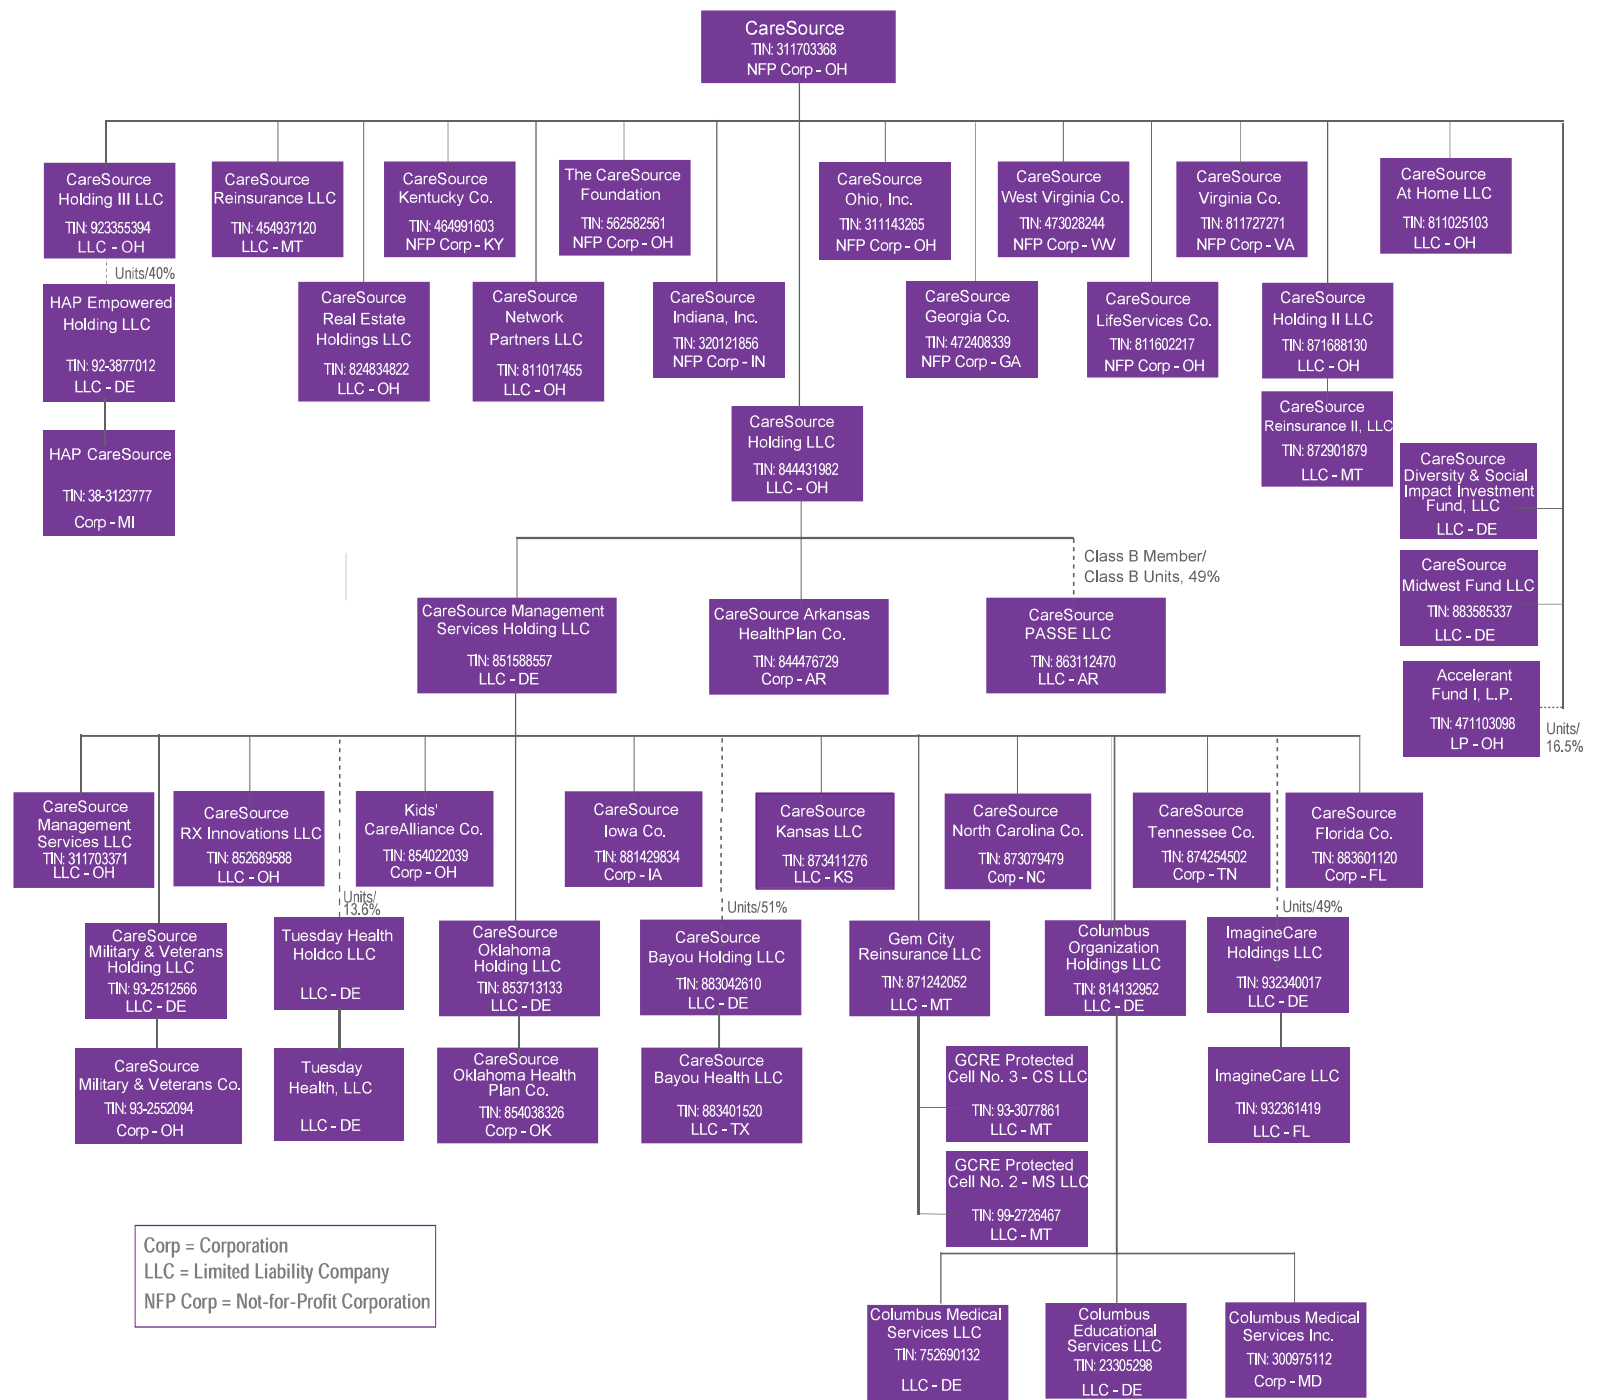 CareSource
TIN: 311703368
NFP Corp - OH
CareSource
Holding III LLC
TIN: 923355394
LLC - OH
CareSource
Reinsurance LLC
TIN: 454937120
LLC - MT
CareSource
Kentucky Co.
TIN: 464991603
NFP Corp - KY
The CareSource
Foundation
TIN: 562582561
NFP Corp - OH
CareSource
Ohio, Inc.
TIN: 311143265
NFP Corp - OH
CareSource
West Virginia Co.
TIN: 473028244
NFP Corp - WV
CareSource
Virginia Co.
TIN: 811727271
NFP Corp - VA
CareSource
At Home LLC
TIN: 811025103
LLC - OH
Units/40%
HAP Empowered
Holding LLC
TIN: 92-3877012
LLC - DE
CareSource
Real Estate
Holdings LLC
TIN: 824834822
LLC - OH
CareSource
Network
Partners LLC
TIN: 811017455
LLC - OH
CareSource
Indiana, Inc.
TIN: 320121856
NFP Corp - IN
CareSource
Georgia Co.
TIN: 472408339
NFP Corp - GA
CareSource
LifeServices Co.
TIN: 811602217
NFP Corp - OH
CareSource
Holding II LLC
TIN: 871688130
LLC - OH
HAP CareSource
TIN: 38-3123777
Corp - MI
CareSource
Holding LLC
TIN: 844431982
LLC - OH
CareSource
Reinsurance II, LLC
TIN: 872901879
LLC - MT
CareSource
Diversity & Social
Impact Investment
Fund, LLC
LLC - DE
Class B Member/
Class B Units, 49%
CareSource
Midwest Fund LLC
TIN: 883585337
LLC - DE
CareSource Management
Services Holding LLC
TIN: 851588557
LLC - DE
CareSource Arkansas
HealthPlan Co.
TIN: 844476729
Corp - AR
CareSource
PASSE LLC
TIN: 863112470
LLC - AR
Accelerant
Fund I, L.P.
TIN: 471103098
LP - OH
Units/
16.5%
CareSource
Management
Services LLC
TIN: 311703371
LLC - OH
CareSource
RX Innovations LLC
TIN: 852689588
LLC - OH
Kids'
CareAlliance Co.
TIN: 854022039
Corp - OH
CareSource
Iowa Co.
TIN: 881429834
Corp - IA
CareSource
Kansas LLC
TIN: 873411276
LLC - KS
CareSource
North Carolina Co.
TIN: 873079479
Corp - NC
CareSource
Tennessee Co.
TIN: 874254502
Corp - TN
CareSource
Florida Co.
TIN: 883601120
Corp - FL
Units/
13.6%
Units/51%
Units/49%
CareSource
Military & Veterans
Holding LLC
TIN: 93-2512566
LLC - DE
Tuesday Health
Holdco LLC
LLC - DE
CareSource
Oklahoma
Holding LLC
TIN: 853713133
LLC - DE
CareSource
Bayou Holding LLC
TIN: 883042610
LLC - DE
Gem City
Reinsurance LLC
TIN: 871242052
LLC - MT
Columbus
Organization
Holdings LLC
TIN: 814132952
LLC - DE
ImagineCare
Holdings LLC
TIN: 932340017
LLC - DE
CareSource
Military & Veterans Co.
TIN: 93-2552094
Corp - OH
Tuesday
Health, LLC
LLC - DE
CareSource
Oklahoma Health
Plan Co.
TIN: 854038326
Corp - OK
CareSource
Bayou Health LLC
TIN: 883401520
LLC - TX
GCRE Protected
Cell No. 3 - CS LLC
TIN: 93-3077861
LLC - MT
ImagineCare LLC
TIN: 932361419
LLC - FL
GCRE Protected
Cell No. 2 - MS LLC
TIN: 99-2726467
LLC - MT
Corp = Corporation
LLC = Limited Liability Company
NFP Corp = Not-for-Profit Corporation
Columbus Medical
Services LLC
TIN: 752690132
LLC - DE
Columbus
Educational
Services LLC
TIN: 23305298
LLC - DE
Columbus Medical
Services Inc.
TIN: 300975112
Corp - MD